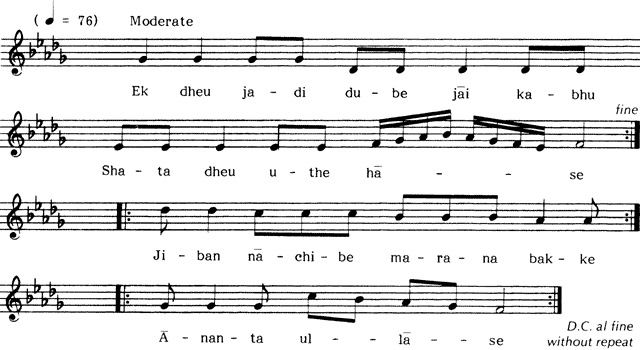 ( ♩ = 76) Moderate
Ek dheu ja - di du - be jāi ka - bhu
fine
Sha - ta dheu u - the hā - - se
Ji - ban nā - chi - be ma - ra - na bak - ke
Ā - nan - ta ul - - lā - se
D.C. al fine
without repeat